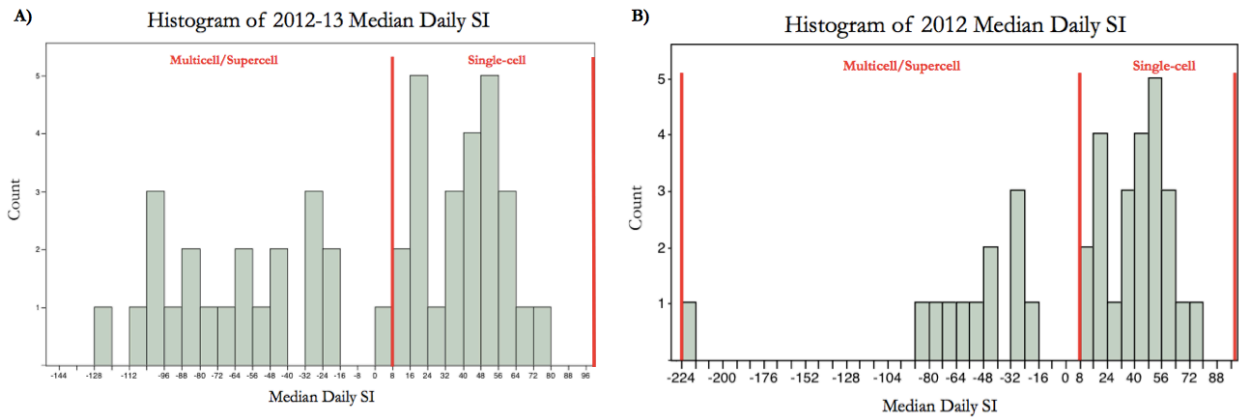 A)
Histogram of 2012-13 Median Daily SI
Multicell/Supercell
Single-cell
Count
5
4
3
2
1
-144 -128 -112 -96 -88 -80 -72 -64 -56 -48 -40 -32 -24 -16 -8 0 8 16 24 32 40 48 56 64 72 80 88 96
Median Daily SI
B)
Histogram of 2012 Median Daily SI
Multicell/Supercell
Single-cell
Count
5
4
3
2
1
-224 -200 -176 -152 -128 -104 -80 -64 -48 -32 -16 0 8 24 40 56 72 88
Median Daily SI